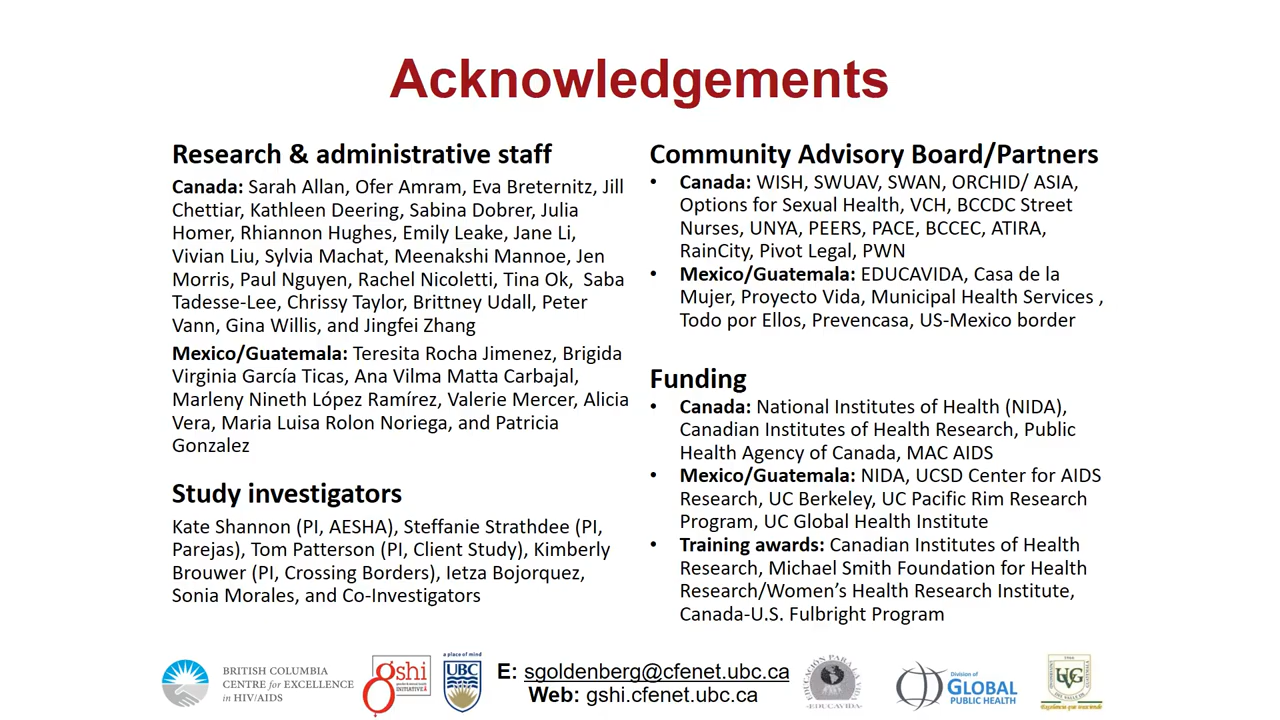 Acknowledgements
Research & administrative staff
Canada: Sarah Allan, Ofer Amram, Eva Breternitz, Jill
Chettiar, Kathleen Deering, Sabina Dobrer, Julia
Homer, Rhiannon Hughes, Emily Leake, Jane Li,
Vivian Liu, Sylvia Machat, Meenakshi Mannoe, Jen
Morris, Paul Nguyen, Rachel Nicoletti, Tina Ok, Saba
Tadesse-Lee, Chrissy Taylor, Brittney Udall, Peter
Vann, Gina Willis, and Jingfei Zhang
Mexico/Guatemala: Teresita Rocha Jimenez, Brigida
Virginia García Ticas, Ana Vilma Matta Carbajal,
Marleny Nineth López Ramírez, Valerie Mercer, Alicia
Vera, Maria Luisa Rolon Noriega, and Patricia
Gonzalez
Study investigators
Kate Shannon (PI, AESHA), Steffanie Strathdee (PI,
Parejas), Tom Patterson (PI, Client Study), Kimberly
Brouwer (PI, Crossing Borders), Ietza Bojorquez,
Sonia Morales, and Co-Investigators
Community Advisory Board/Partners
• Canada: WISH, SWUAV, SWAN, ORCHID/ ASIA,
Options for Sexual Health, VCH, BCCDC Street
Nurses, UNYA, PEERS, PACE, BCCEC, ATIRA,
RainCity, Pivot Legal, PWN
• Mexico/Guatemala: EDUCAVIDA, Casa de la
Mujer, Proyecto Vida, Municipal Health Services ,
Todo por Ellos, Prevencasa, US-Mexico border
Funding
• Canada: National Institutes of Health (NIDA),
Canadian Institutes of Health Research, Public
Health Agency of Canada, MAC AIDS
• Mexico/Guatemala: NIDA, UCSD Center for AIDS
Research, UC Berkeley, UC Pacific Rim Research
Program, UC Global Health Institute
• Training awards: Canadian Institutes of Health
Research, Michael Smith Foundation for Health
Research/Women's Health Research Institute,
Canada-U.S. Fulbright Program
BRITISH COLUMBIA
CENTRE for EXCELLENCE
in HIV/AIDS
gshi
INITIATIVE
a place of mind
UBC
E: sgoldenberg@cfenet.ubc.ca
Web: gshi.cfenet.ubc.ca
EDUCACIÓN PARA
EDUCAVIDA
Division of
GLOBAL
PUBLIC HEALTH
UVG